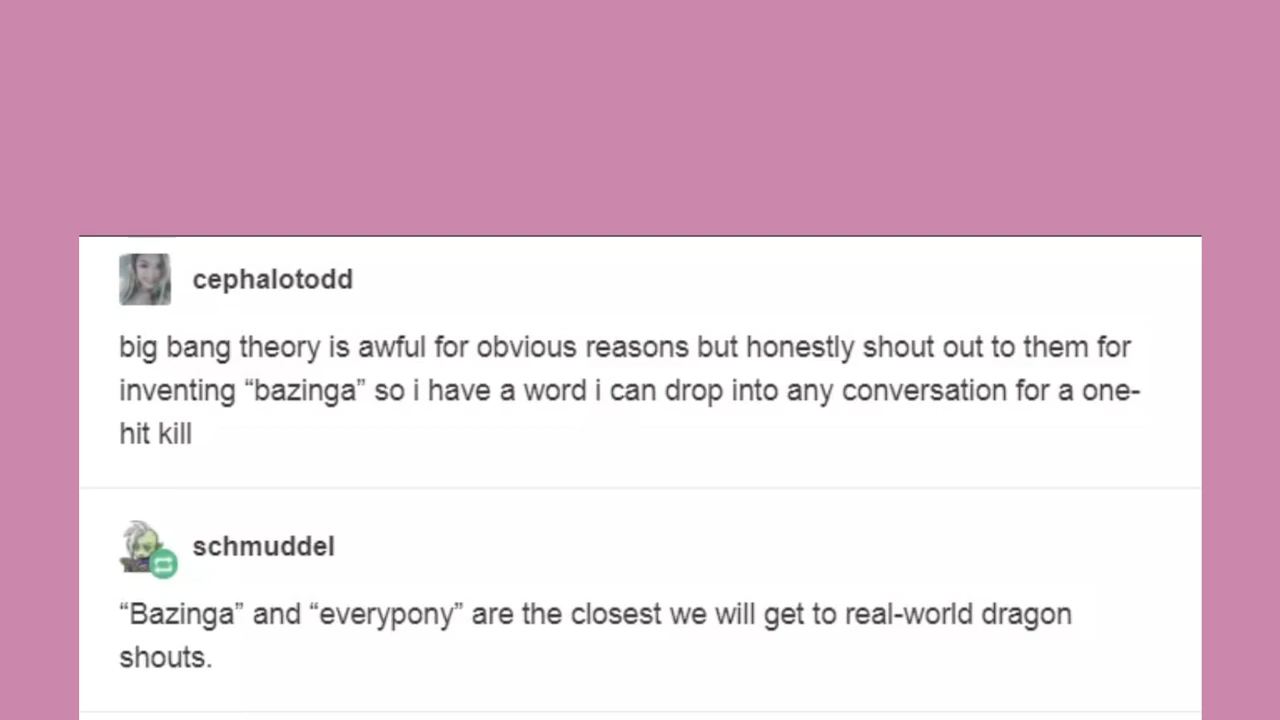 cephalotodd
big bang theory is awful for obvious reasons but honestly shout out to them for
inventing “bazinga” so i have a word i can drop into any conversation for a one-
hit kill
schmuddel
“Bazinga” and “everypony” are the closest we will get to real-world dragon
shouts.